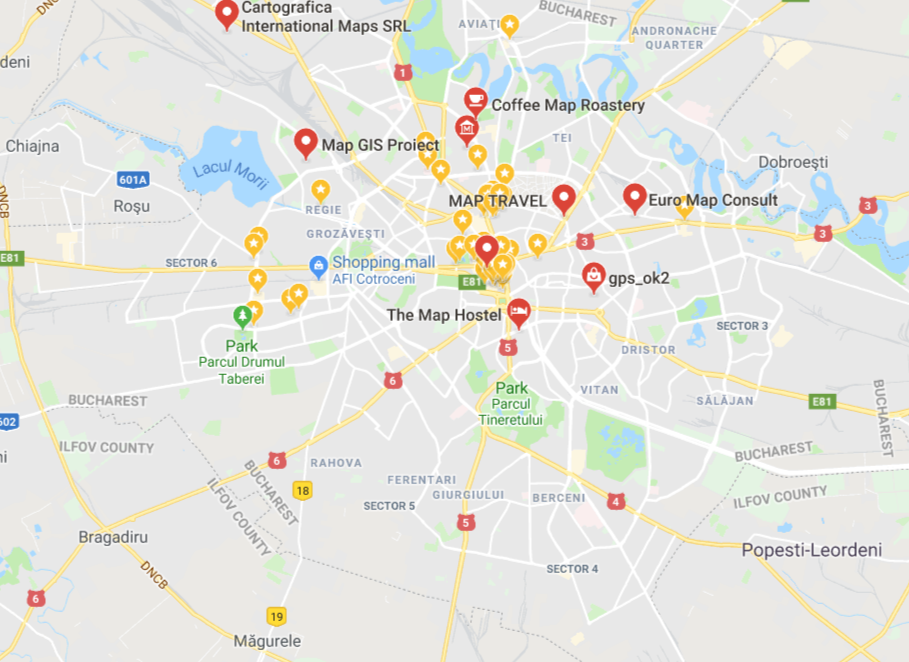 Cartografica
International Maps SRL
DNC
BUCHAREST
AVIAȚI
ANDRONACHE
QUARTER
deni
1
Coffee Map Roastery
TEI
Chiajna
Map GIS Proiect
Lacul Morii
Dobroești
601A
Roșu
REGIE
MAP TRAVEL
Euro Map Consult
3
3
3
DNCB
GROZĂVEȘTI
E81
SECTOR 6
Shopping mall
AFI Cotroceni
E81
gps_ok2
The Map Hostel
SECTOR 3
5
DRISTOR
Park
Parcul Drumul
Taberei
6
Park
Parcul
Tineretului
VITAN
SĂLĂJAN
E81
BUCHAREST
BUCHAREST
602
ILFOV COUNTY
BUCHAREST
ni
6
RAHOVA
BUCHAREST
ILFOV COUNTY
18
FERENTARI
GIURGIULUI
BERCENI
ILFOV COUNTY
SECTOR 5
4
5
Bragadiru
Popesti-Leordeni
DNCB
SECTOR 4
6
19
Măgurele